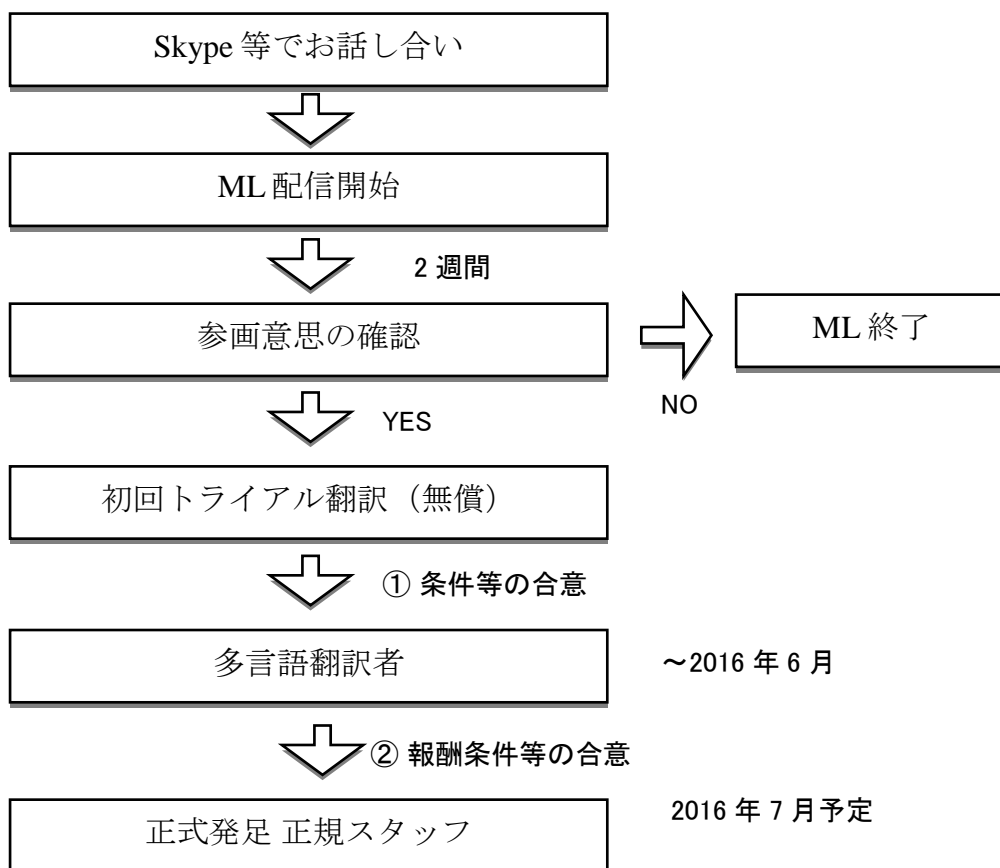 Skype 等でお話し合い
ML 配信開始
2 週間
参画意思の確認
ML 終了
NO
YES
初回トライアル翻訳（無償）
① 条件等の合意
多言語翻訳者
～2016 年 6 月
② 報酬条件等の合意
正式発足 正規スタッフ
2016 年 7 月予定